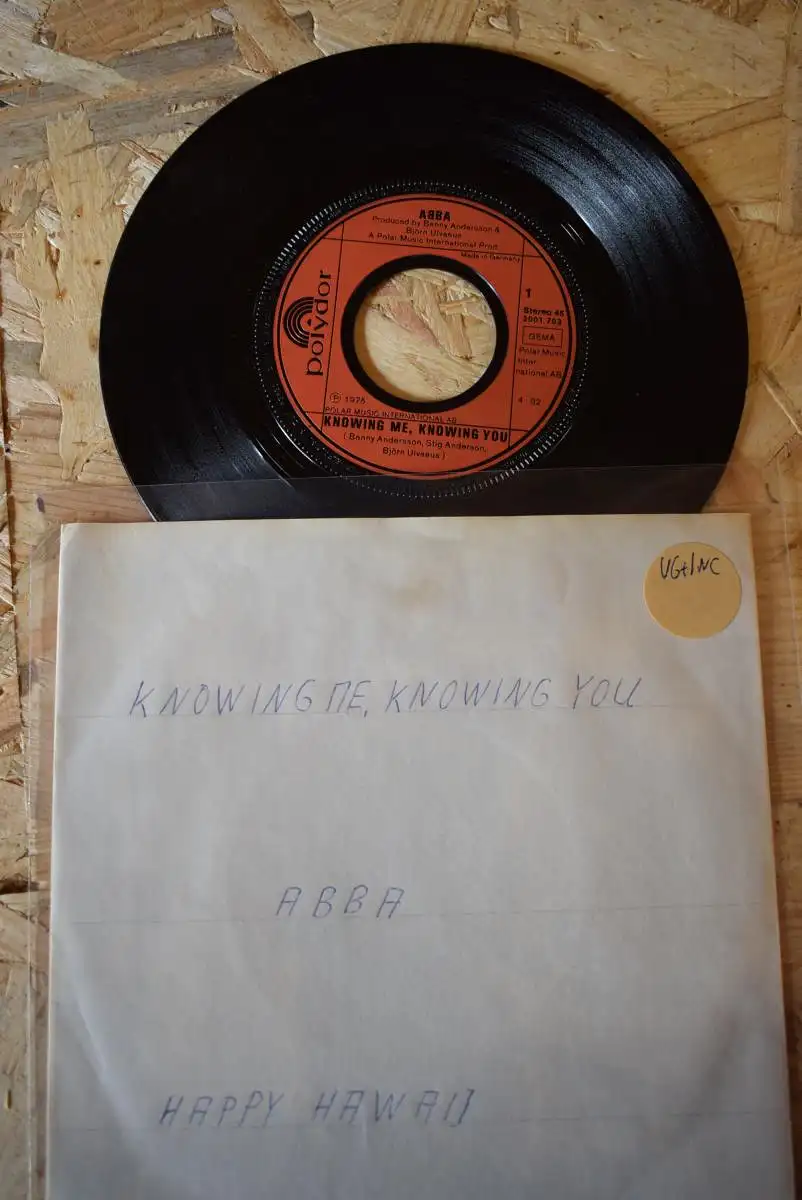 ABBA
Produced by Benny Andersson &
Björn Ulvaeus
A Polar Music International Prod.
Made in Germany
polydor
1
Stereo 45
2001 703
GEMA
Polar Music
Inter
national AB
4:02
℗ 1976
POLAR MUSIC INTERNATIONAL AB
KNOWING ME, KNOWING YOU
(Benny Andersson, Stig Anderson,
Björn Ulvaeus)
VG+/NC
KNOWING ME, KNOWING YOU
ABBA
HAPPY HAWAII